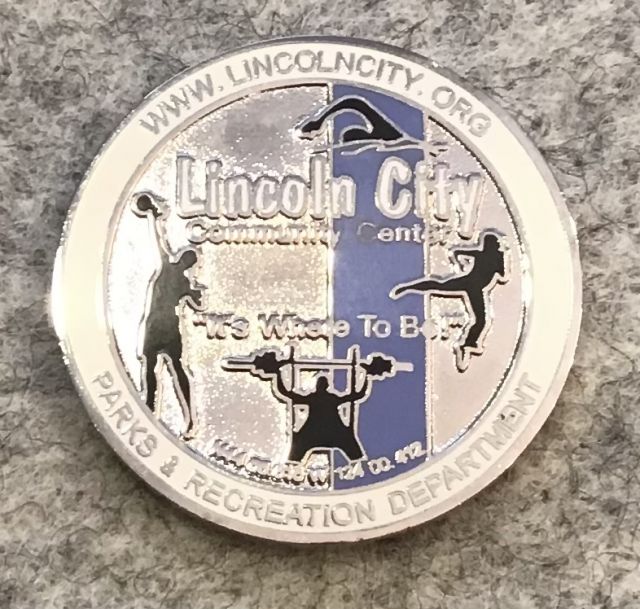 WWW.LINCOLNCITY.ORG
Lincoln City
Community Center
"It's Where To Be!"
PARKS & RECREATION DEPARTMENT